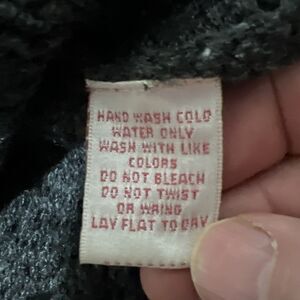 HAND WASH COLD
WATER ONLY
WASH WITH LIKE
COLORS
DO NOT BLEACH
DO NOT TWIST
OR WRING
LAY FLAT TO DRY